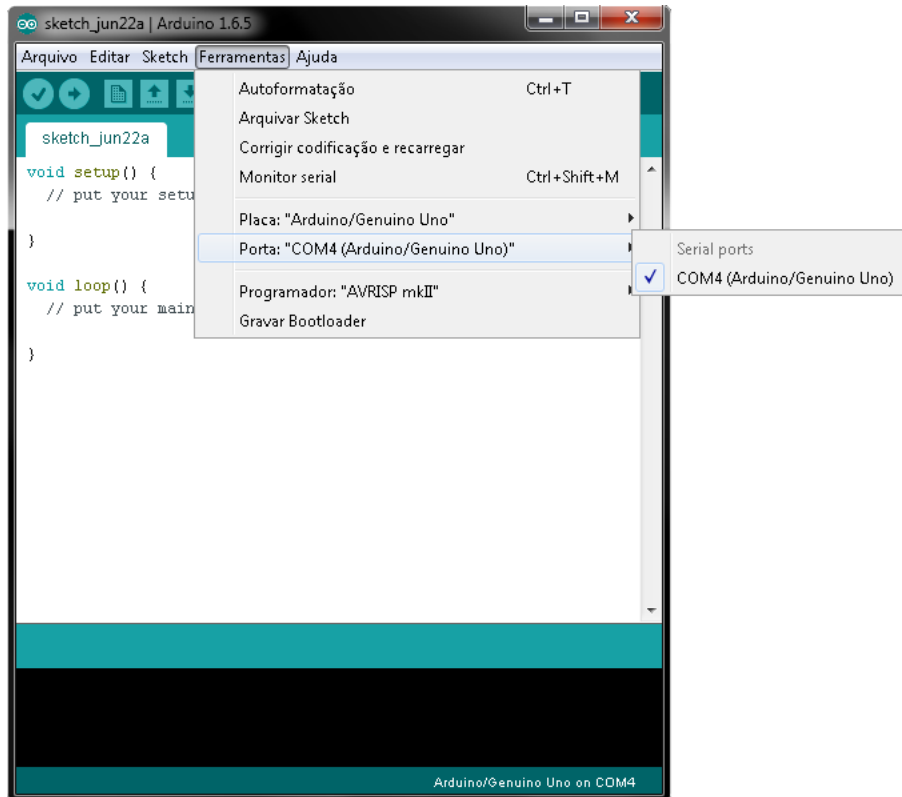 sketch_jun22a | Arduino 1.6.5
Arquivo Editar Sketch Ferramentas Ajuda
Autoformatação Ctrl+T
Arquivar Sketch
Corrigir codificação e recarregar
Monitor serial Ctrl+Shift+M
Placa: "Arduino/Genuino Uno"
Porta: "COM4 (Arduino/Genuino Uno)"
Programador: "AVRISP mkII"
Gravar Bootloader
Serial ports
COM4 (Arduino/Genuino Uno)
sketch_jun22a
void setup() {
// put your setu
}
void loop() {
// put your main
}
Arduino/Genuino Uno on COM4